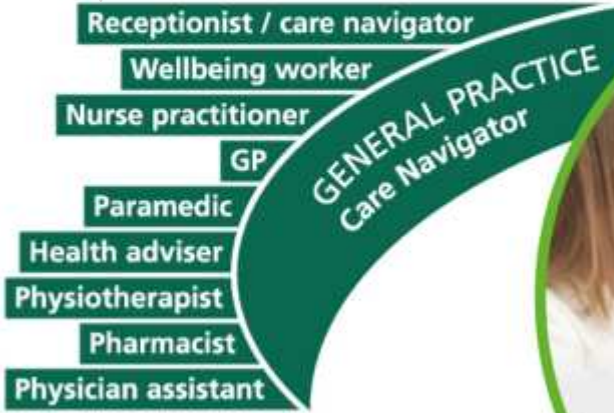 Receptionist / care navigator
Wellbeing worker
Nurse practitioner
GP
Paramedic
Health adviser
Physiotherapist
Pharmacist
Physician assistant
GENERAL PRACTICE
Care Navigator